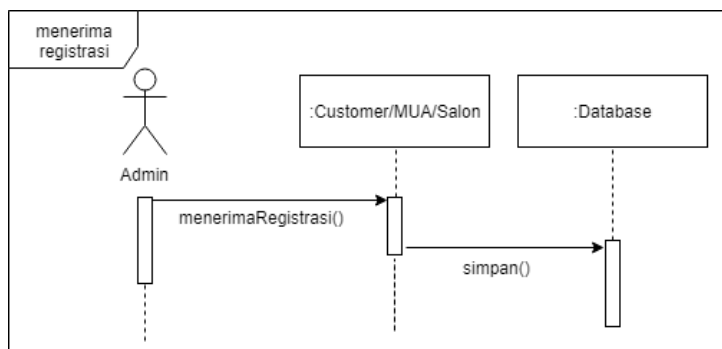 menerima
registrasi
:Customer/MUA/Salon
:Database
Admin
menerimaRegistrasi()
simpan()